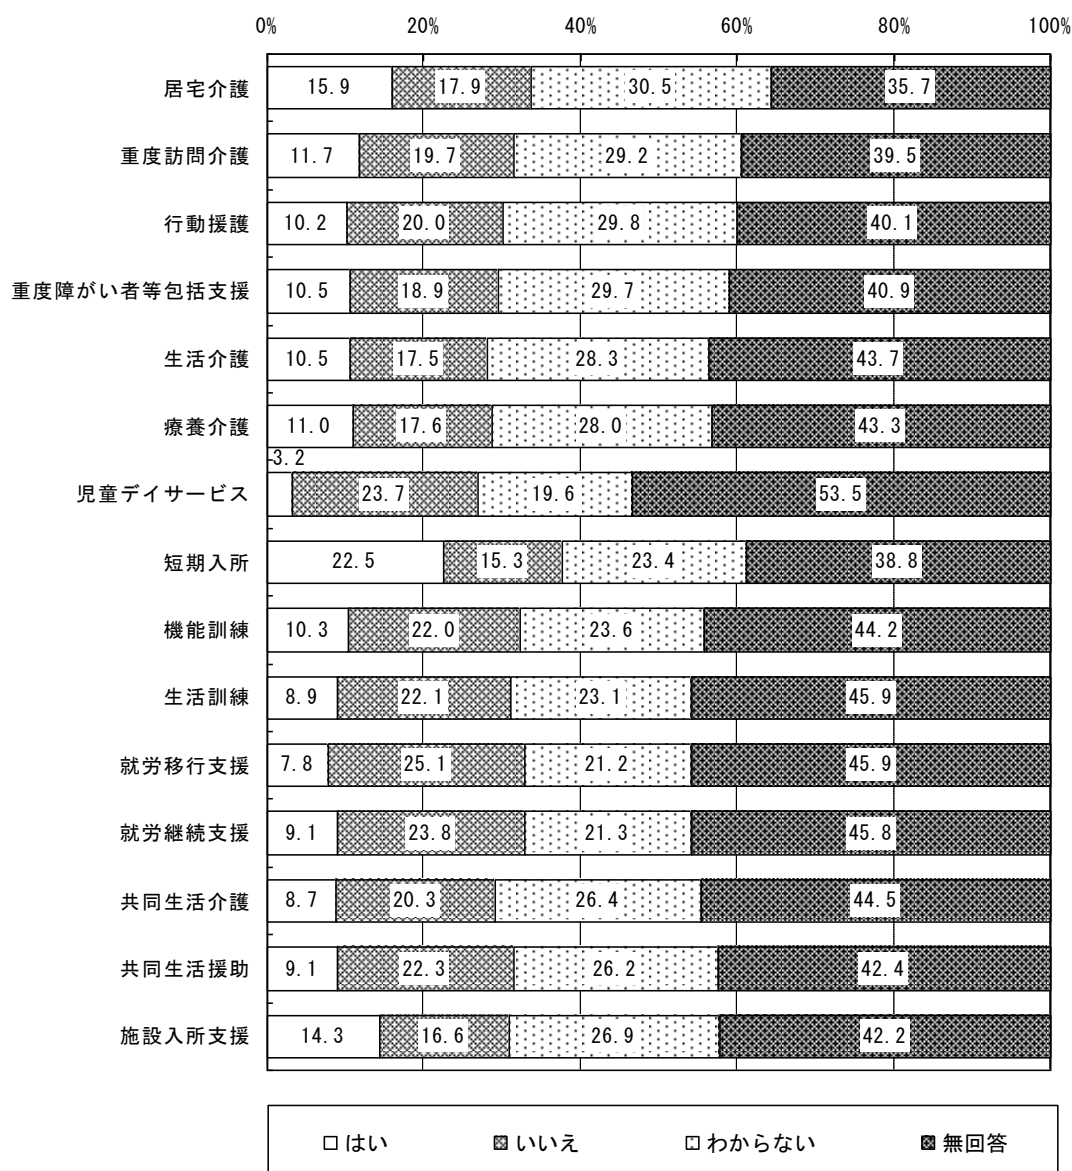 0% 20% 40% 60% 80% 100%
居宅介護 15.9 17.9 30.5 35.7
重度訪問介護 11.7 19.7 29.2 39.5
行動援護 10.2 20.0 29.8 40.1
重度障がい者等包括支援 10.5 18.9 29.7 40.9
生活介護 10.5 17.5 28.3 43.7
療養介護 11.0 17.6 28.0 43.3
児童デイサービス 3.2 23.7 19.6 53.5
短期入所 22.5 15.3 23.4 38.8
機能訓練 10.3 22.0 23.6 44.2
生活訓練 8.9 22.1 23.1 45.9
就労移行支援 7.8 25.1 21.2 45.9
就労継続支援 9.1 23.8 21.3 45.8
共同生活介護 8.7 20.3 26.4 44.5
共同生活援助 9.1 22.3 26.2 42.4
施設入所支援 14.3 16.6 26.9 42.2
はい いいえ わからない 無回答